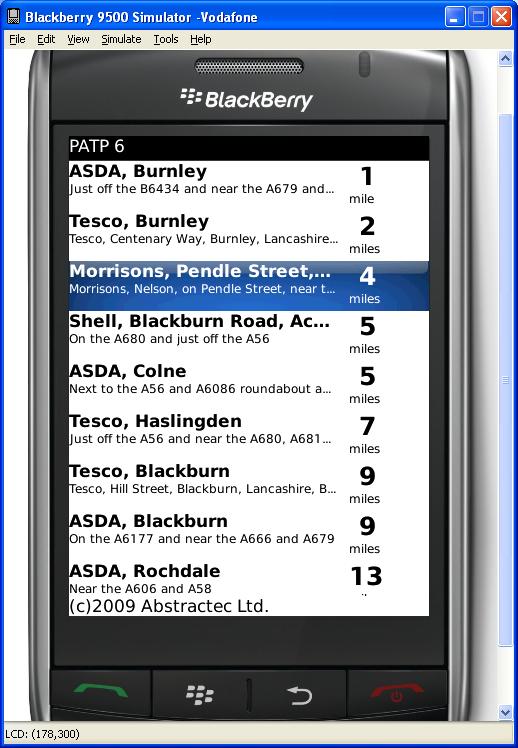 Blackberry 9500 Simulator -Vodafone
File Edit View Simulate Tools Help
BlackBerry
PATP 6
ASDA, Burnley 1
Just off the B6434 and near the A679 and... mile
Tesco, Burnley 2
Tesco, Centenary Way, Burnley, Lancashire... miles
Morrisons, Pendle Street,... 4
Morrisons, Nelson, on Pendle Street, near t... miles
Shell, Blackburn Road, Ac... 5
On the A680 and just off the A56 miles
ASDA, Colne 5
Next to the A56 and A6086 roundabout a... miles
Tesco, Haslingden 7
Just off the A56 and near the A680, A681... miles
Tesco, Blackburn 9
Tesco, Hill Street, Blackburn, Lancashire, B... miles
ASDA, Blackburn 9
On the A6177 and near the A666 and A679 miles
ASDA, Rochdale 13
Near the A606 and A58
(c)2009 Abstractec Ltd.
LCD: (178,300)